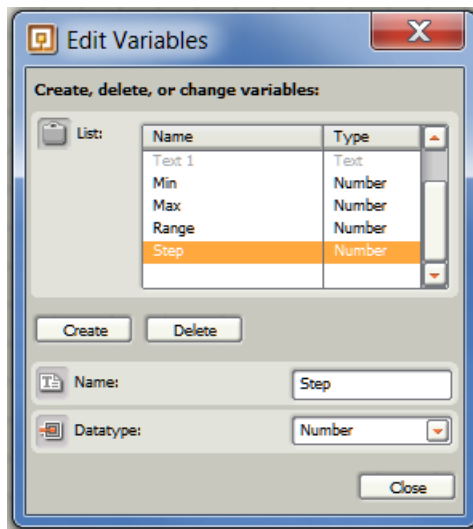 Edit Variables
X
Create, delete, or change variables:
List:
Name Type
Text 1 Text
Min Number
Max Number
Range Number
Step Number
Create Delete
Name: Step
Datatype: Number
Close